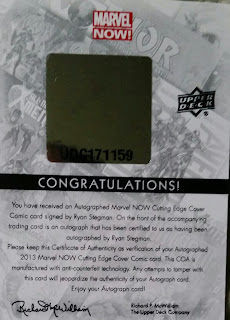 MARVEL
NOW!
UPPER
DECK
UDC171159
CONGRATULATIONS!
You have received an Autographed Marvel NOW Cutting Edge Cover
Comic card signed by Ryan Stegman. On the front of the accompanying
trading card is an autograph that has been certified to us as having been
autographed by Ryan Stegman.
Please keep this Certificate of Authenticity as verification of your Autographed
2013 Marvel NOW Cutting Edge Cover Comic card. This COA is
manufactured with anti-counterfeit technology. Any attempts to tamper with
this card will jeopardize the authenticity of your Autograph card.
Enjoy your Autograph card!
Richard P. McWilliam
The Upper Deck Company